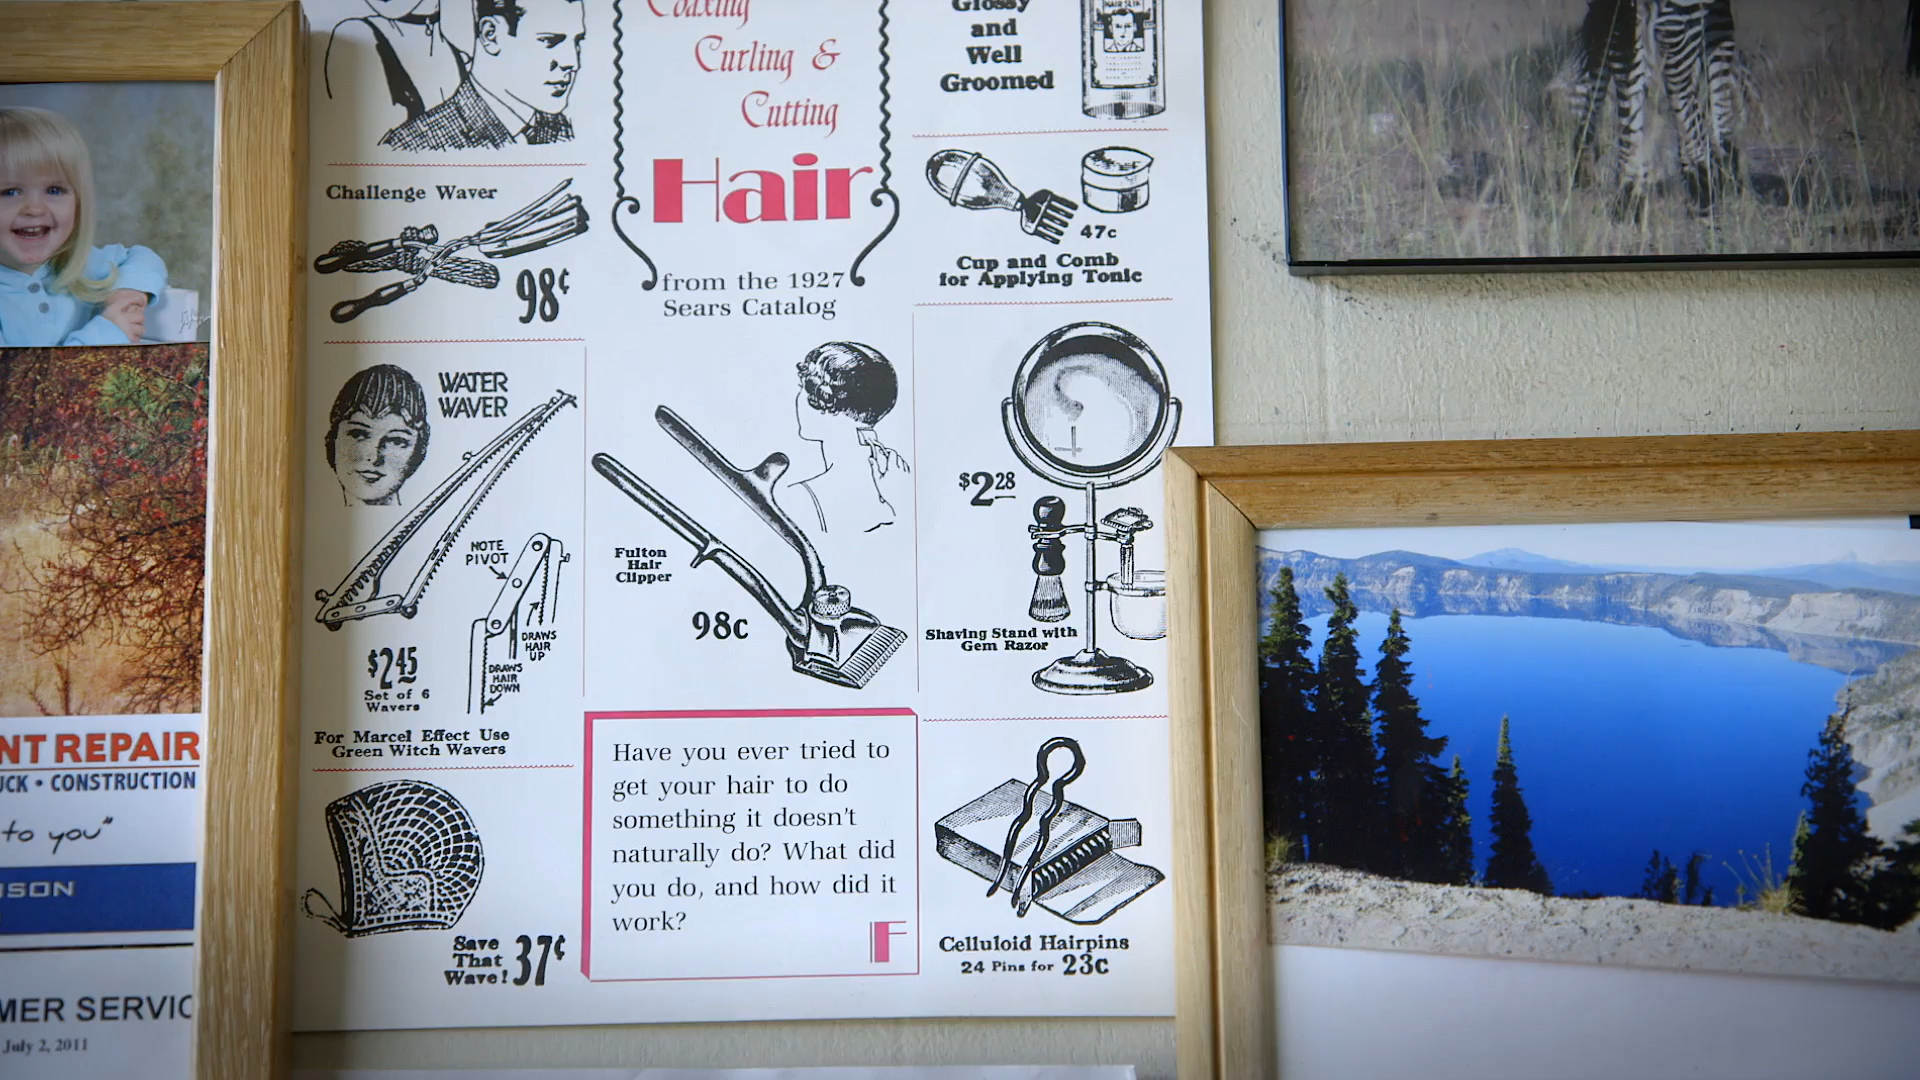 Coaxing
Curling &
Cutting
Hair
from the 1927
Sears Catalog
Glossy
and
Well
Groomed
HAIR SLIK
Challenge Waver
98¢
47c
Cup and Comb
for Applying Tonic
WATER
WAVER
NOTE
PIVOT
DRAWS
HAIR
UP
DRAWS
HAIR
DOWN
$2.45
Set of 6
Wavers
For Marcel Effect Use
Green Witch Wavers
Fulton
Hair
Clipper
98c
$2.28
Shaving Stand with
Gem Razor
Save
That
Wave!
37¢
Have you ever tried to
get your hair to do
something it doesn't
naturally do? What did
you do, and how did it
work?
F
Celluloid Hairpins
24 Pins for 23c
NT REPAIR
UCK • CONSTRUCTION
to you"
SON
MER SERVIC
July 2, 2011